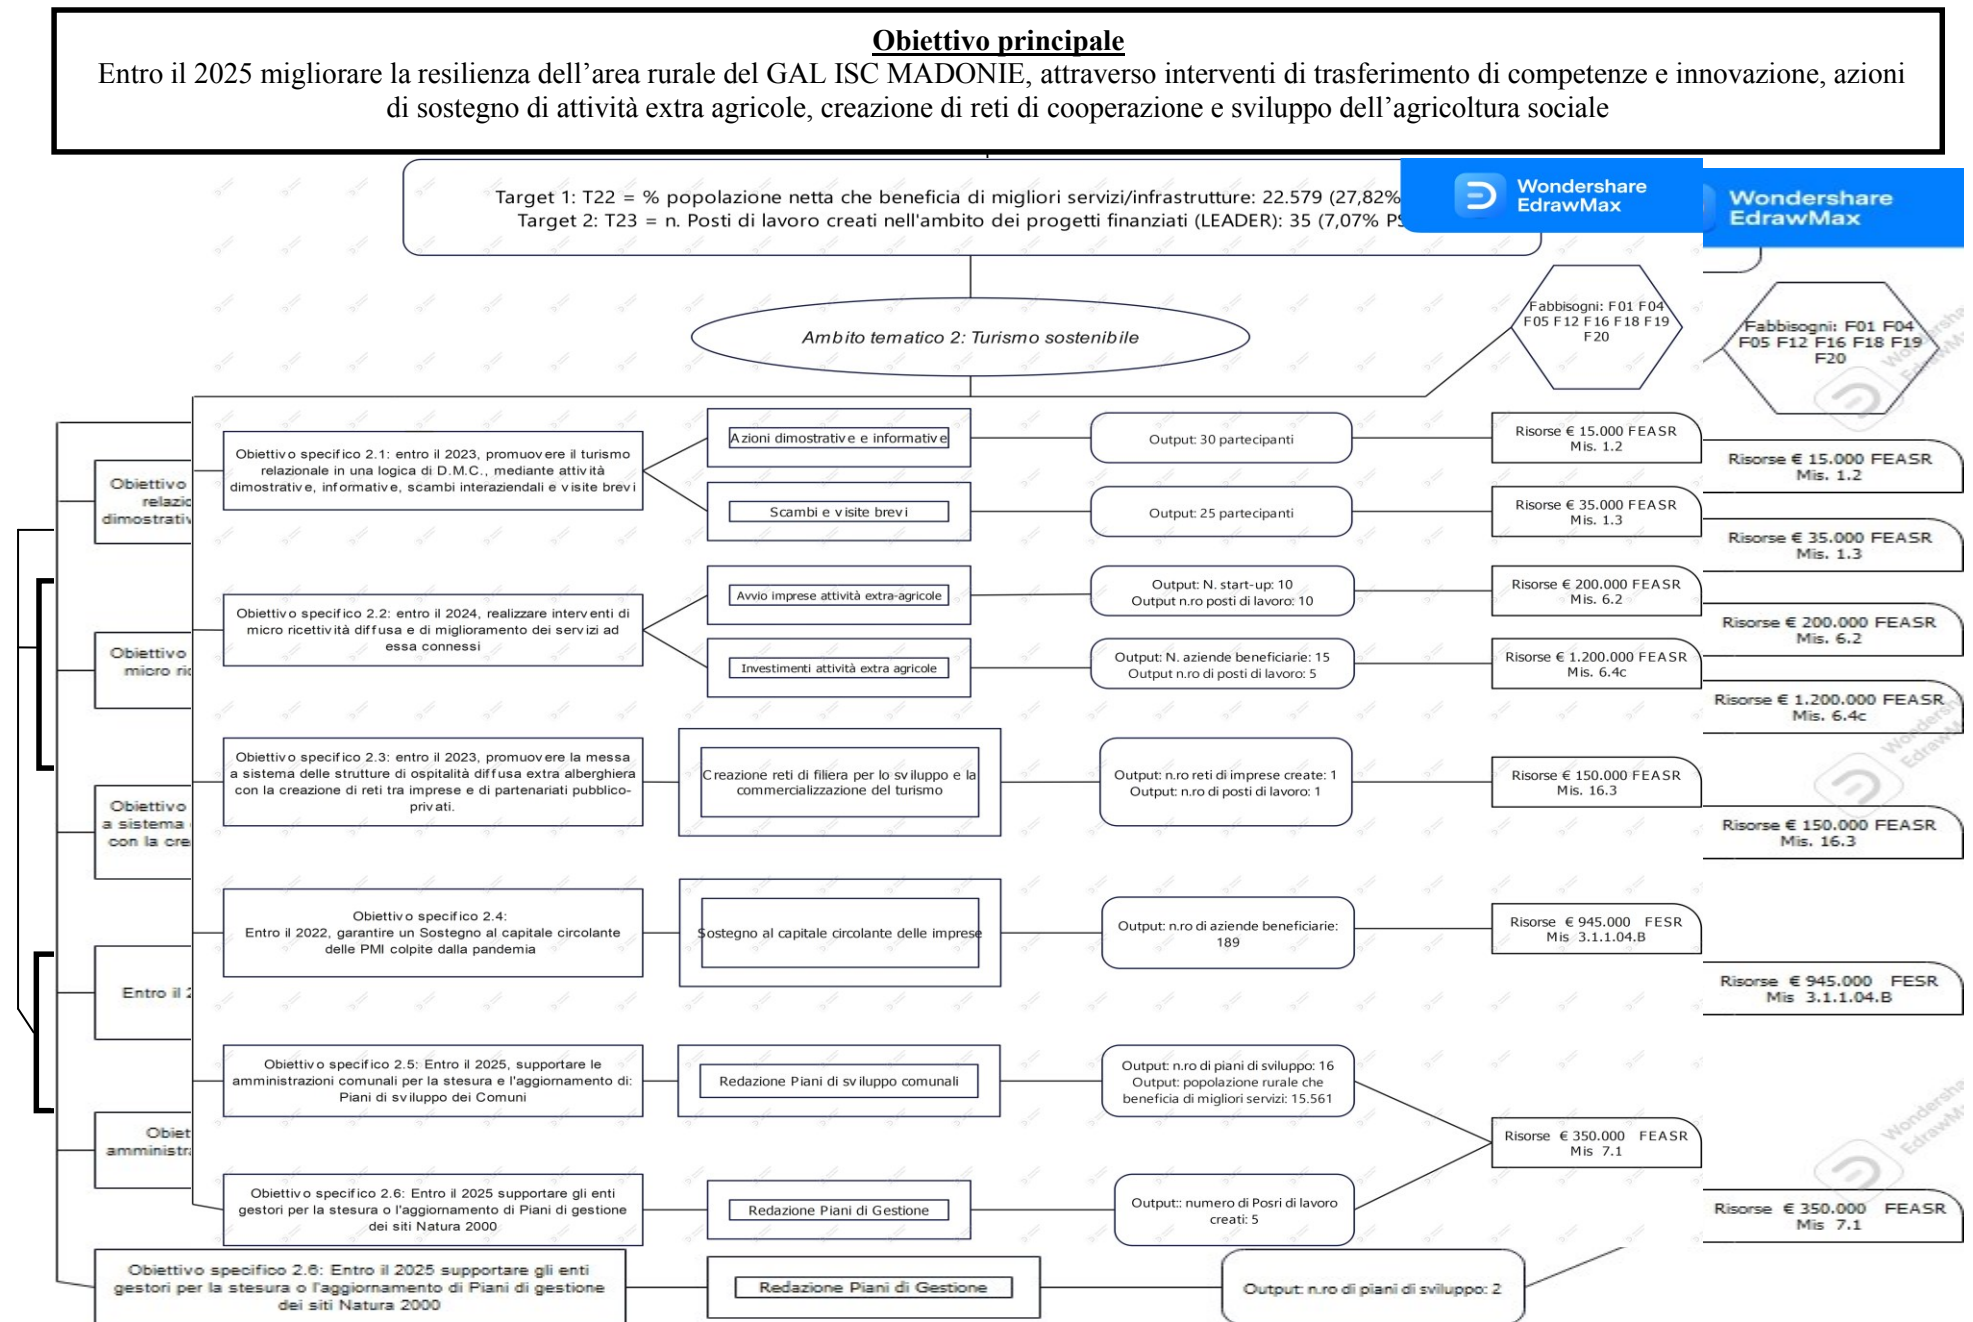 Obiettivo principale
Entro il 2025 migliorare la resilienza dell'area rurale del GAL ISC MADONIE, attraverso interventi di trasferimento di competenze e innovazione, azioni
di sostegno di attività extra agricole, creazione di reti di cooperazione e sviluppo dell'agricoltura sociale
Target 1: T22 = % popolazione netta che beneficia di migliori servizi/infrastrutture: 22.579 (27,82%
Target 2: T23 = n. Posti di lavoro creati nell'ambito dei progetti finanziati (LEADER): 35 (7,07% PS
Wondershare
EdrawMax
Wondershare
EdrawMax
Ambito tematico 2: Turismo sostenibile
Fabbisogni: F01 F04
F05 F12 F16 F18 F19
F20
Fabbisogni: F01 F04
F05 F12 F16 F18 F19
F20
Obiettivo specifico 2.1: entro il 2023, promuovere il turismo
relazionale in una logica di D.M.C., mediante attività
dimostrative, informative, scambi interaziendali e visite brevi
Azioni dimostrative e informative
Output: 30 partecipanti
Risorse € 15.000 FEASR
Mis. 1.2
Scambi e visite brevi
Output: 25 partecipanti
Risorse € 35.000 FEASR
Mis. 1.3
Obiettivo specifico 2.2: entro il 2024, realizzare interventi di
micro ricettività diffusa e di miglioramento dei servizi ad
essa connessi
Avvio imprese attività extra-agricole
Output: N. start-up: 10
Output n.ro posti di lavoro: 10
Risorse € 200.000 FEASR
Mis. 6.2
Investimenti attività extra agricole
Output: N. aziende beneficiarie: 15
Output n.ro di posti di lavoro: 5
Risorse € 1.200.000 FEASR
Mis. 6.4c
Obiettivo specifico 2.3: entro il 2023, promuovere la messa
a sistema delle strutture di ospitalità diffusa extra alberghiera
con la creazione di reti tra imprese e di partenariati pubblico-
privati.
Creazione reti di filiera per lo sviluppo e la
commercializzazione del turismo
Output: n.ro reti di imprese create: 1
Output: n.ro di posti di lavoro: 1
Risorse € 150.000 FEASR
Mis. 16.3
Obiettivo specifico 2.4:
Entro il 2022, garantire un Sostegno al capitale circolante
delle PMI colpite dalla pandemia
Sostegno al capitale circolante delle imprese
Output: n.ro di aziende beneficiarie:
189
Risorse € 945.000 FESR
Mis 3.1.1.04.B
Obiettivo specifico 2.5: Entro il 2025, supportare le
amministrazioni comunali per la stesura e l'aggiornamento di:
Piani di sviluppo dei Comuni
Redazione Piani di sviluppo comunali
Output: n.ro di piani di sviluppo: 16
Output: popolazione rurale che
beneficia di migliori servizi: 15.561
Risorse € 350.000 FEASR
Mis 7.1
Obiettivo specifico 2.6: Entro il 2025 supportare gli enti
gestori per la stesura o l'aggiornamento di Piani di gestione
dei siti Natura 2000
Redazione Piani di Gestione
Output:: numero di Posri di lavoro
creati: 5
Obiettivo
relazio
dimostrativ
Obiettivo
micro ric
Obiettivo
a sistema
con la cre
Entro il 2
Obiet
amministra
Risorse € 15.000 FEASR
Mis. 1.2
Risorse € 35.000 FEASR
Mis. 1.3
Risorse € 200.000 FEASR
Mis. 6.2
Risorse € 1.200.000 FEASR
Mis. 6.4c
Risorse € 150.000 FEASR
Mis. 16.3
Risorse € 945.000 FESR
Mis 3.1.1.04.B
Risorse € 350.000 FEASR
Mis 7.1
Obiettivo specifico 2.6: Entro il 2025 supportare gli enti
gestori per la stesura o l'aggiornamento di Piani di gestione
dei siti Natura 2000
Redazione Piani di Gestione
Output: n.ro di piani di sviluppo: 2